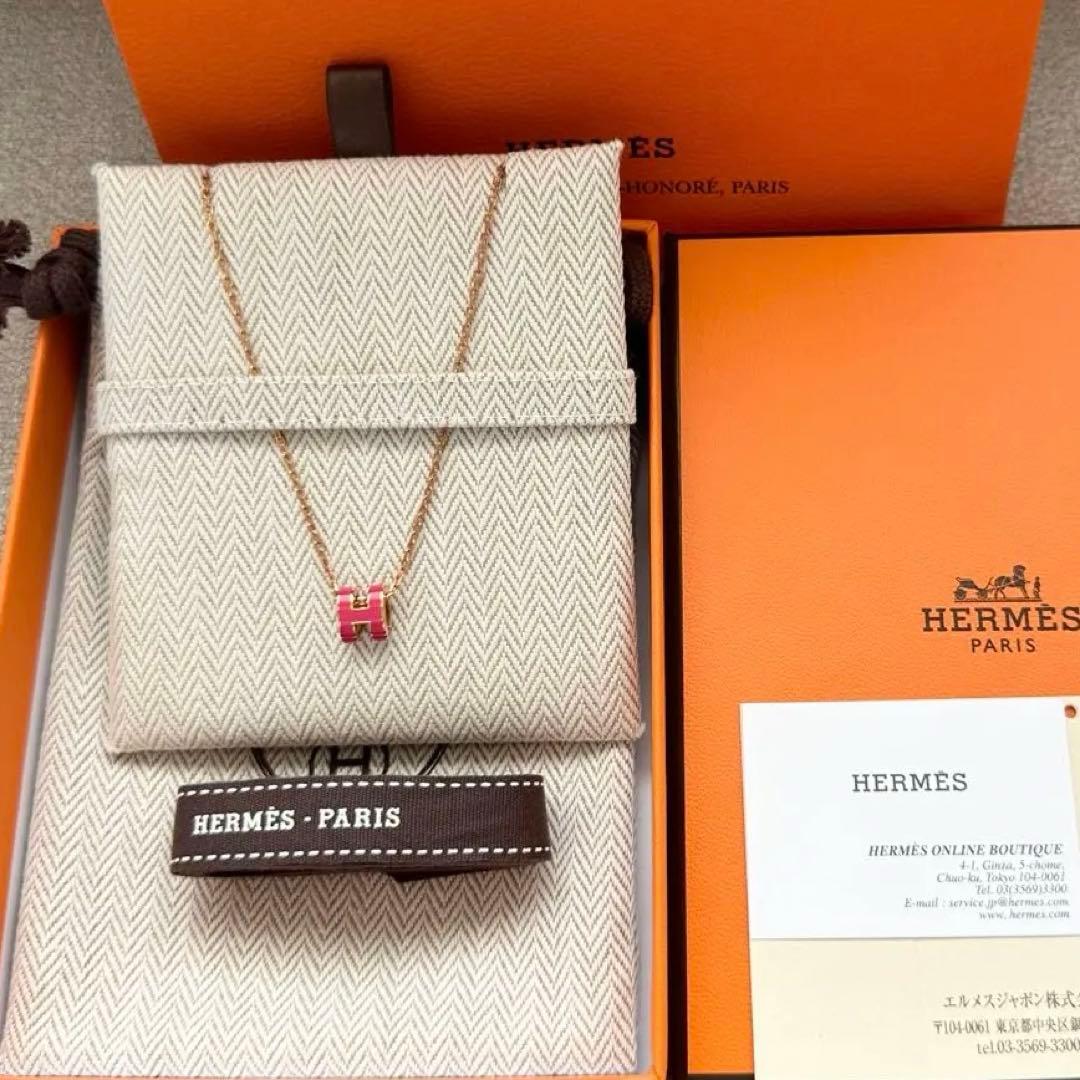 HERMÈS
-HONORÉ, PARIS
H
H
HERMÈS - PARIS
HERMÈS
PARIS
HERMÈS
HERMÈS ONLINE BOUTIQUE
4-1, Ginza, 5-chome,
Chuo-ku, Tokyo 104-0061
Tel. 03(3569)3300
E-mail : service.jp@hermes.com
www. hermes.com
エルメスジャポン株式
〒104-0061 東京都中央区銀
tel.03-3569-3300